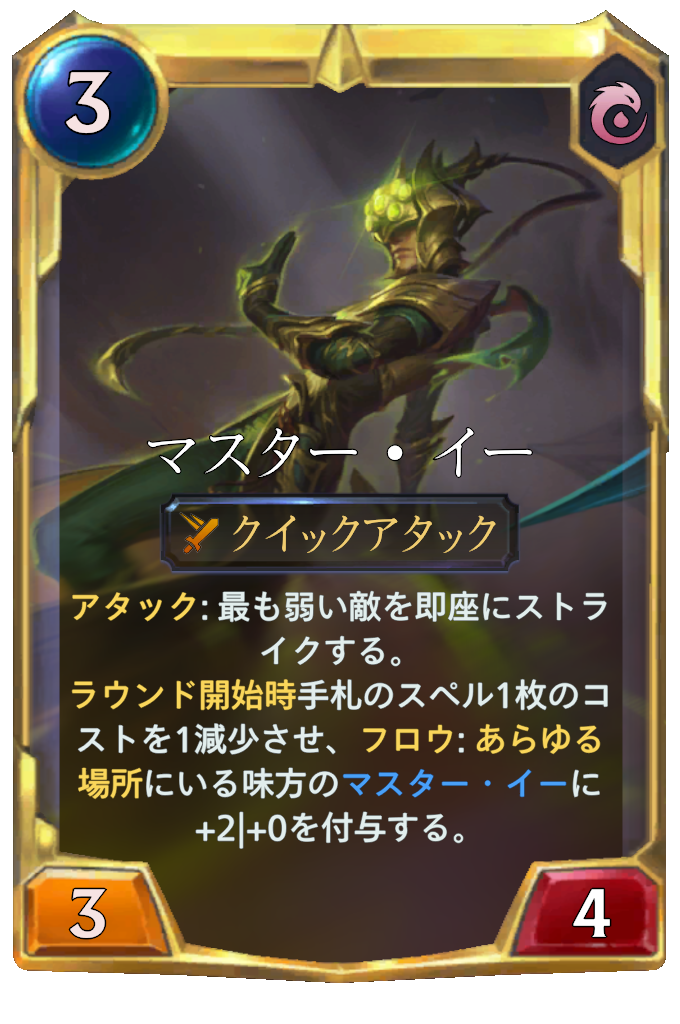 3
マスター・イー
クイックアタック
アタック: 最も弱い敵を即座にストラ
イクする。
ラウンド開始時手札のスペル1枚のコ
ストを1減少させ、フロウ: あらゆる
場所にいる味方のマスター・イーに
+2|+0を付与する。
3
4